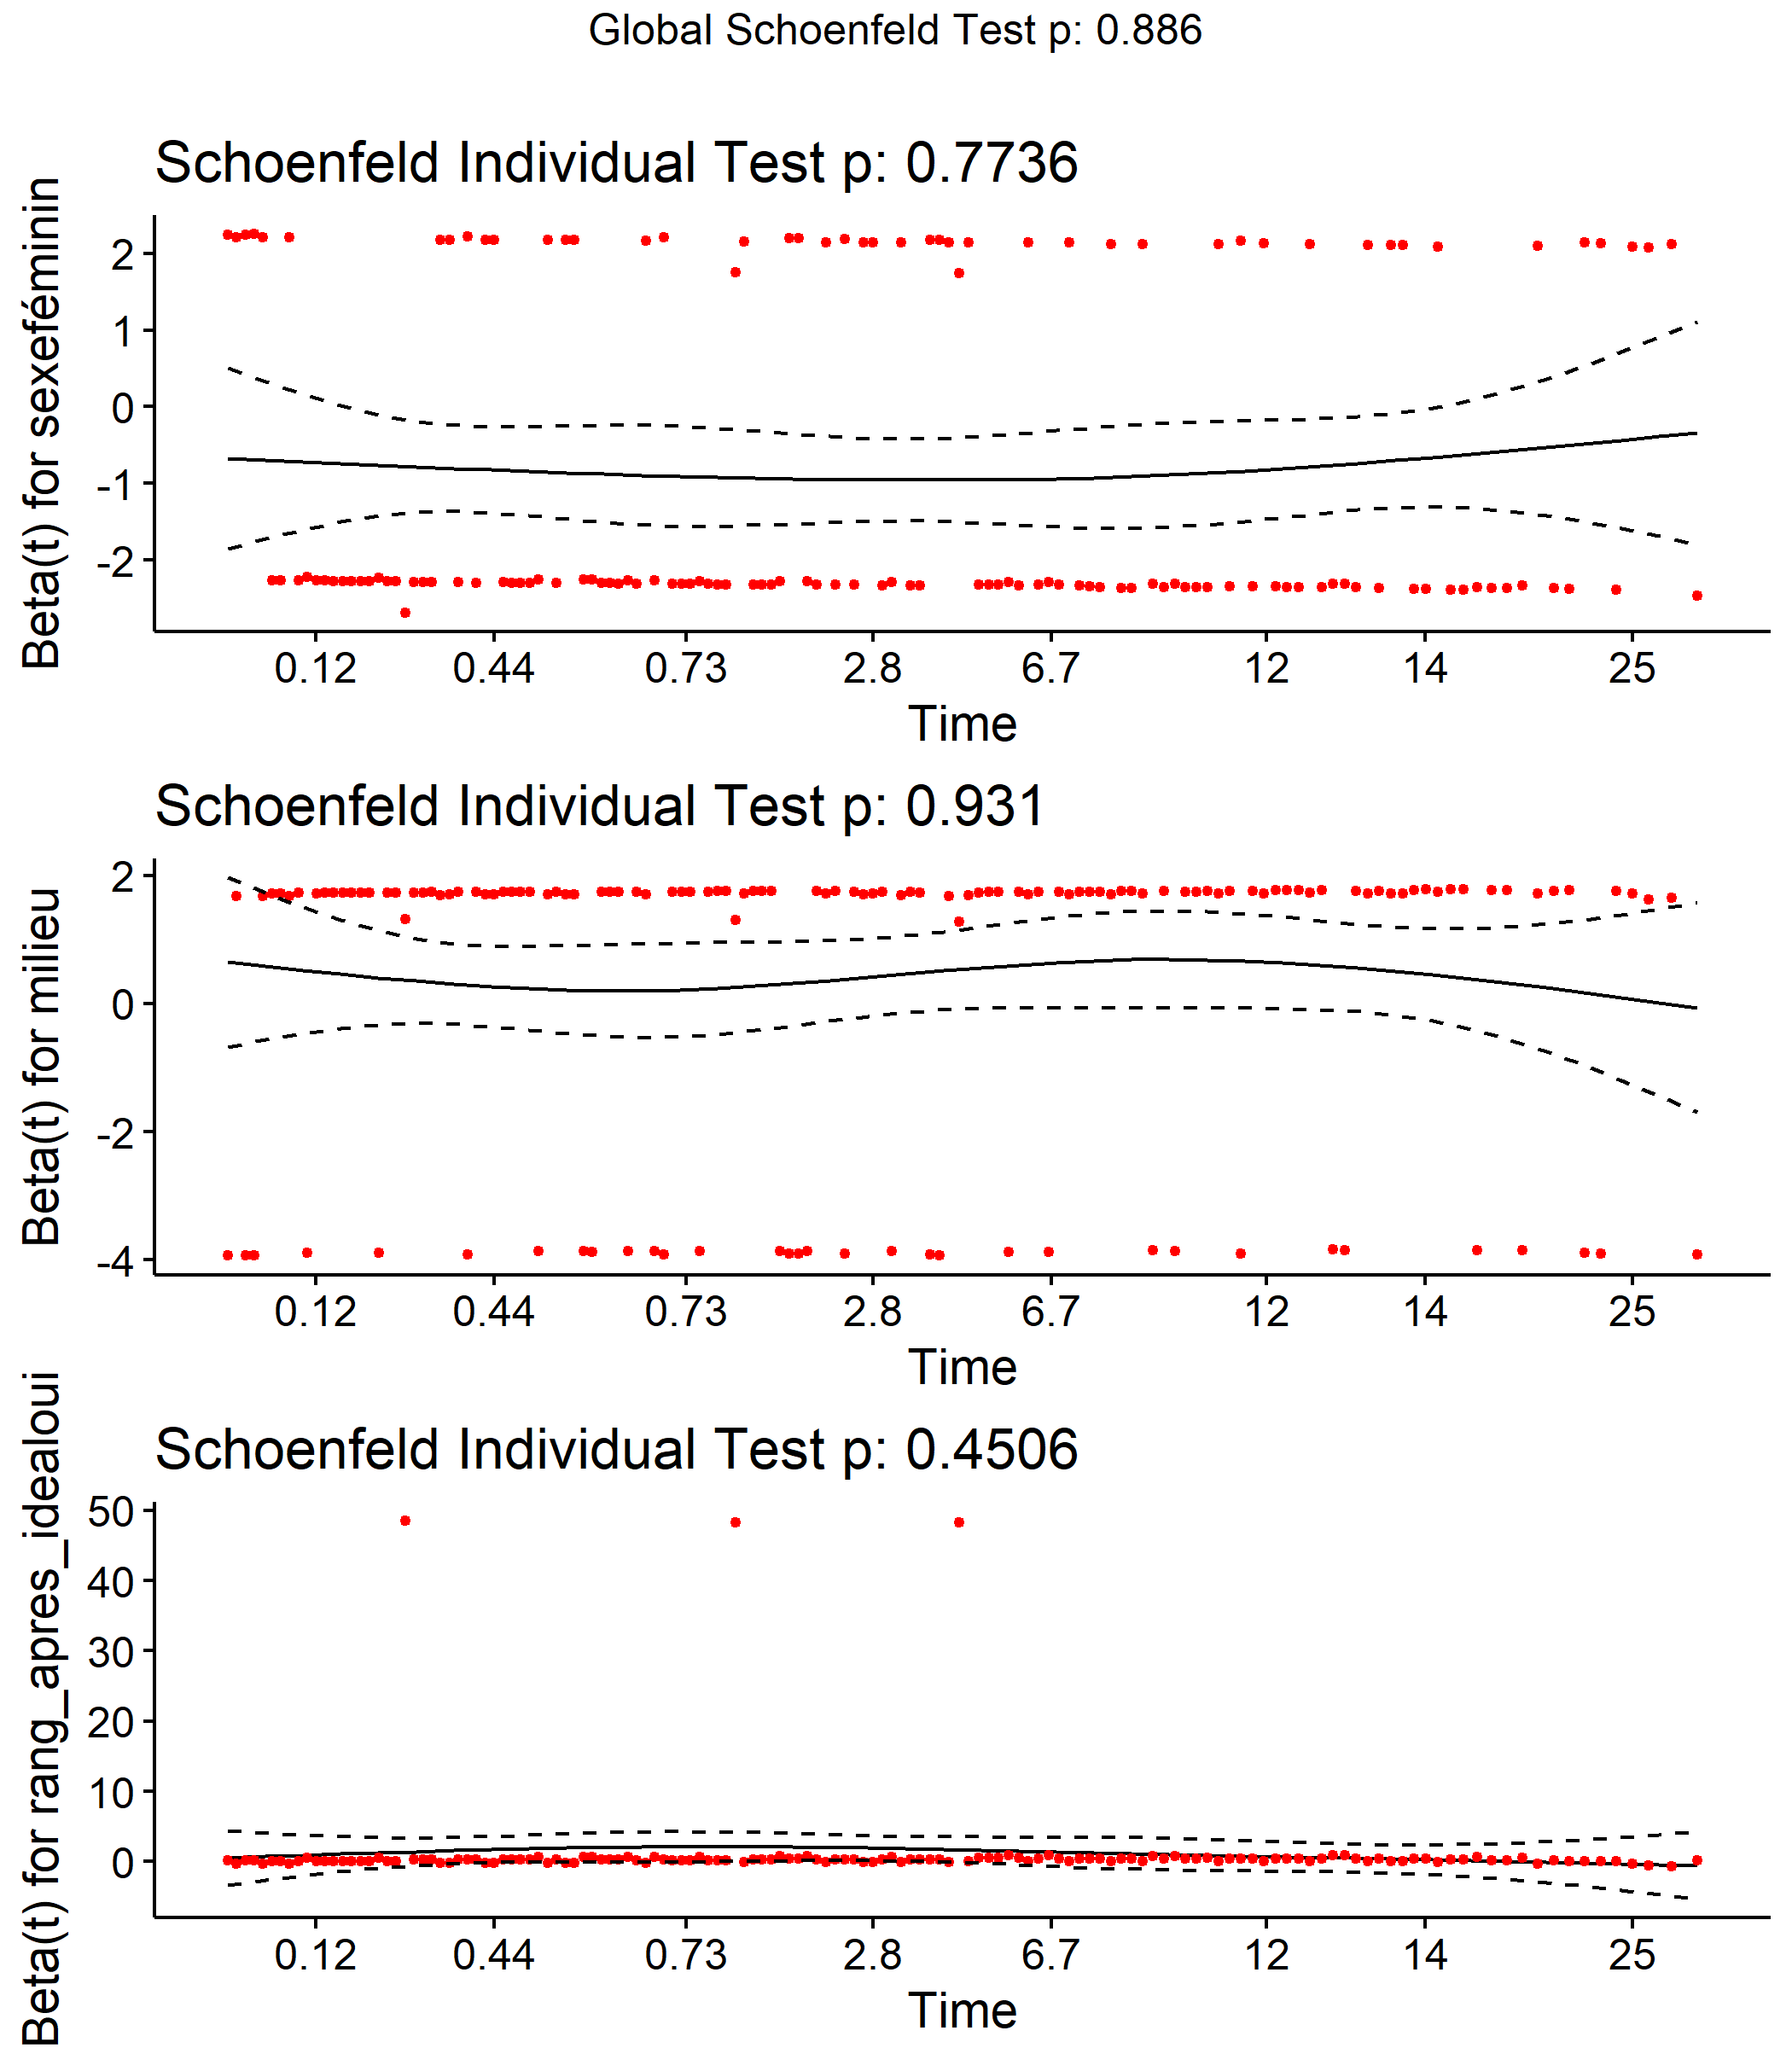 Global Schoenfeld Test p: 0.886
Schoenfeld Individual Test p: 0.7736
Beta(t) for sexeféminin
2
1
0
-1
-2
0.12 0.44 0.73 2.8 6.7 12 14 25
Time
Schoenfeld Individual Test p: 0.931
Beta(t) for milieu
2
0
-2
-4
0.12 0.44 0.73 2.8 6.7 12 14 25
Time
Schoenfeld Individual Test p: 0.4506
Beta(t) for rang_apres_idealoui
50
40
30
20
10
0
0.12 0.44 0.73 2.8 6.7 12 14 25
Time